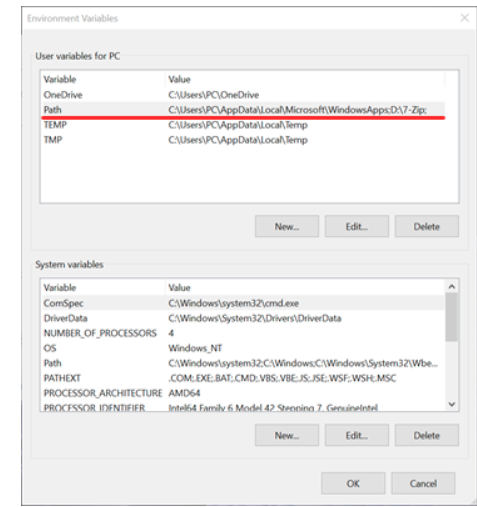 Environment Variables
User variables for PC
Variable Value
OneDrive C:\Users\PC\OneDrive
Path C:\Users\PC\AppData\Local\Microsoft\WindowsApps;D:\7-Zip;
TEMP C:\Users\PC\AppData\Local\Temp
TMP C:\Users\PC\AppData\Local\Temp
New... Edit... Delete
System variables
Variable Value
ComSpec C:\Windows\system32\cmd.exe
DriverData C:\Windows\System32\Drivers\DriverData
NUMBER_OF_PROCESSORS 4
OS Windows_NT
Path C:\Windows\system32;C:\Windows;C:\Windows\System32\Wbe...
PATHEXT .COM;.EXE;.BAT;.CMD;.VBS;.VBE;.JS;.JSE;.WSF;.WSH;.MSC
PROCESSOR_ARCHITECTURE AMD64
PROCESSOR_IDENTIFIER Intel64 Family 6 Model 42 Stepping 7, GenuineIntel
New... Edit... Delete
OK Cancel